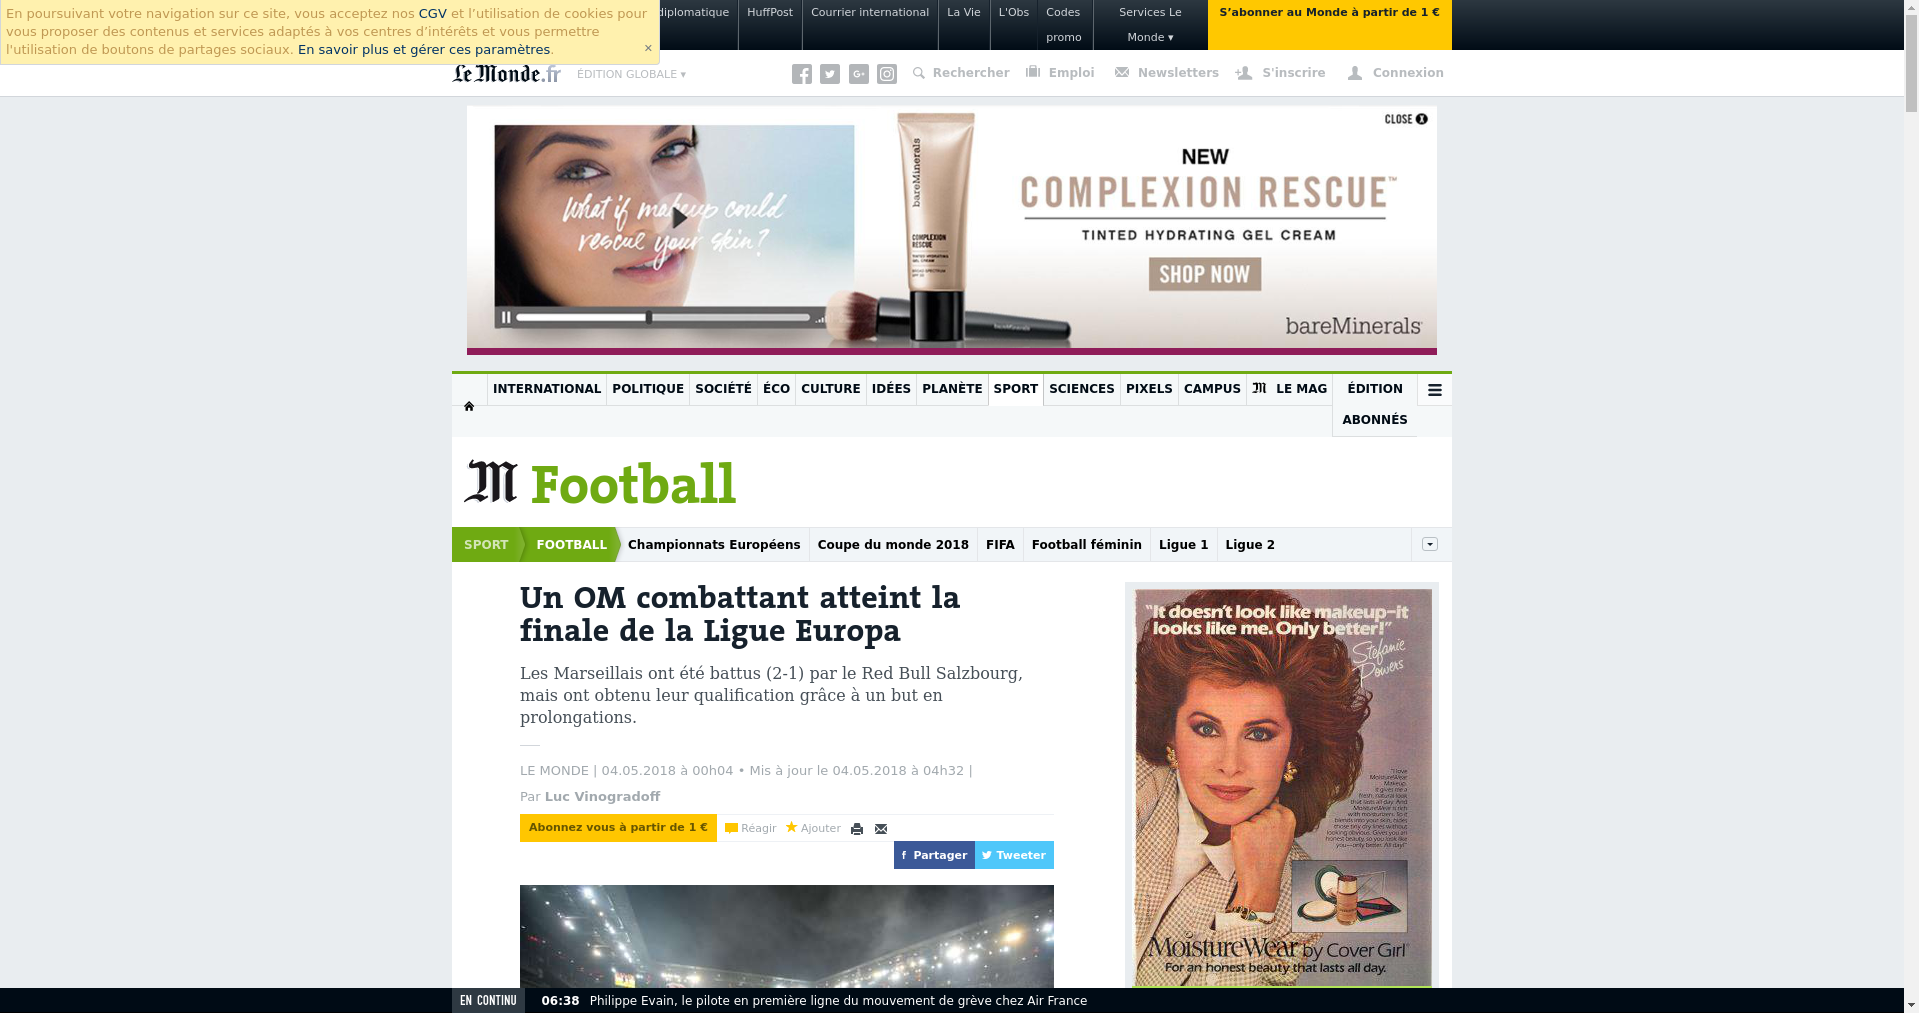 En poursuivant votre navigation sur ce site, vous acceptez nos CGV et l’utilisation de cookies pour
vous proposer des contenus et services adaptés à vos centres d’intérêts et vous permettre
l'utilisation de boutons de partages sociaux. En savoir plus et gérer ces paramètres.
×
diplomatique
HuffPost
Courrier international
La Vie
L'Obs
Codes
promo
Services Le
Monde ▾
S’abonner au Monde à partir de 1 €
Le Monde.fr
ÉDITION GLOBALE ▾
Rechercher
Emploi
Newsletters
S'inscrire
Connexion
CLOSE X
What if makeup could
rescue your skin?
bareMinerals
COMPLEXION
RESCUE
NEW
COMPLEXION RESCUE™
TINTED HYDRATING GEL CREAM
SHOP NOW
bareMinerals
INTERNATIONAL
POLITIQUE
SOCIÉTÉ
ÉCO
CULTURE
IDÉES
PLANÈTE
SPORT
SCIENCES
PIXELS
CAMPUS
M LE MAG
ÉDITION
ABONNÉS
M Football
SPORT
FOOTBALL
Championnats Européens
Coupe du monde 2018
FIFA
Football féminin
Ligue 1
Ligue 2
Un OM combattant atteint la
finale de la Ligue Europa
Les Marseillais ont été battus (2-1) par le Red Bull Salzbourg,
mais ont obtenu leur qualification grâce à un but en
prolongations.
LE MONDE | 04.05.2018 à 00h04 • Mis à jour le 04.05.2018 à 04h32 |
Par Luc Vinogradoff
Abonnez vous à partir de 1 €
Réagir
Ajouter
f Partager
Tweeter
"It doesn't look like makeup–it
looks like me. Only better!"
Stefanie
Powers
MoistureWear by Cover Girl
For an honest beauty that lasts all day.
EN CONTINU
06:38 Philippe Evain, le pilote en première ligne du mouvement de grève chez Air France